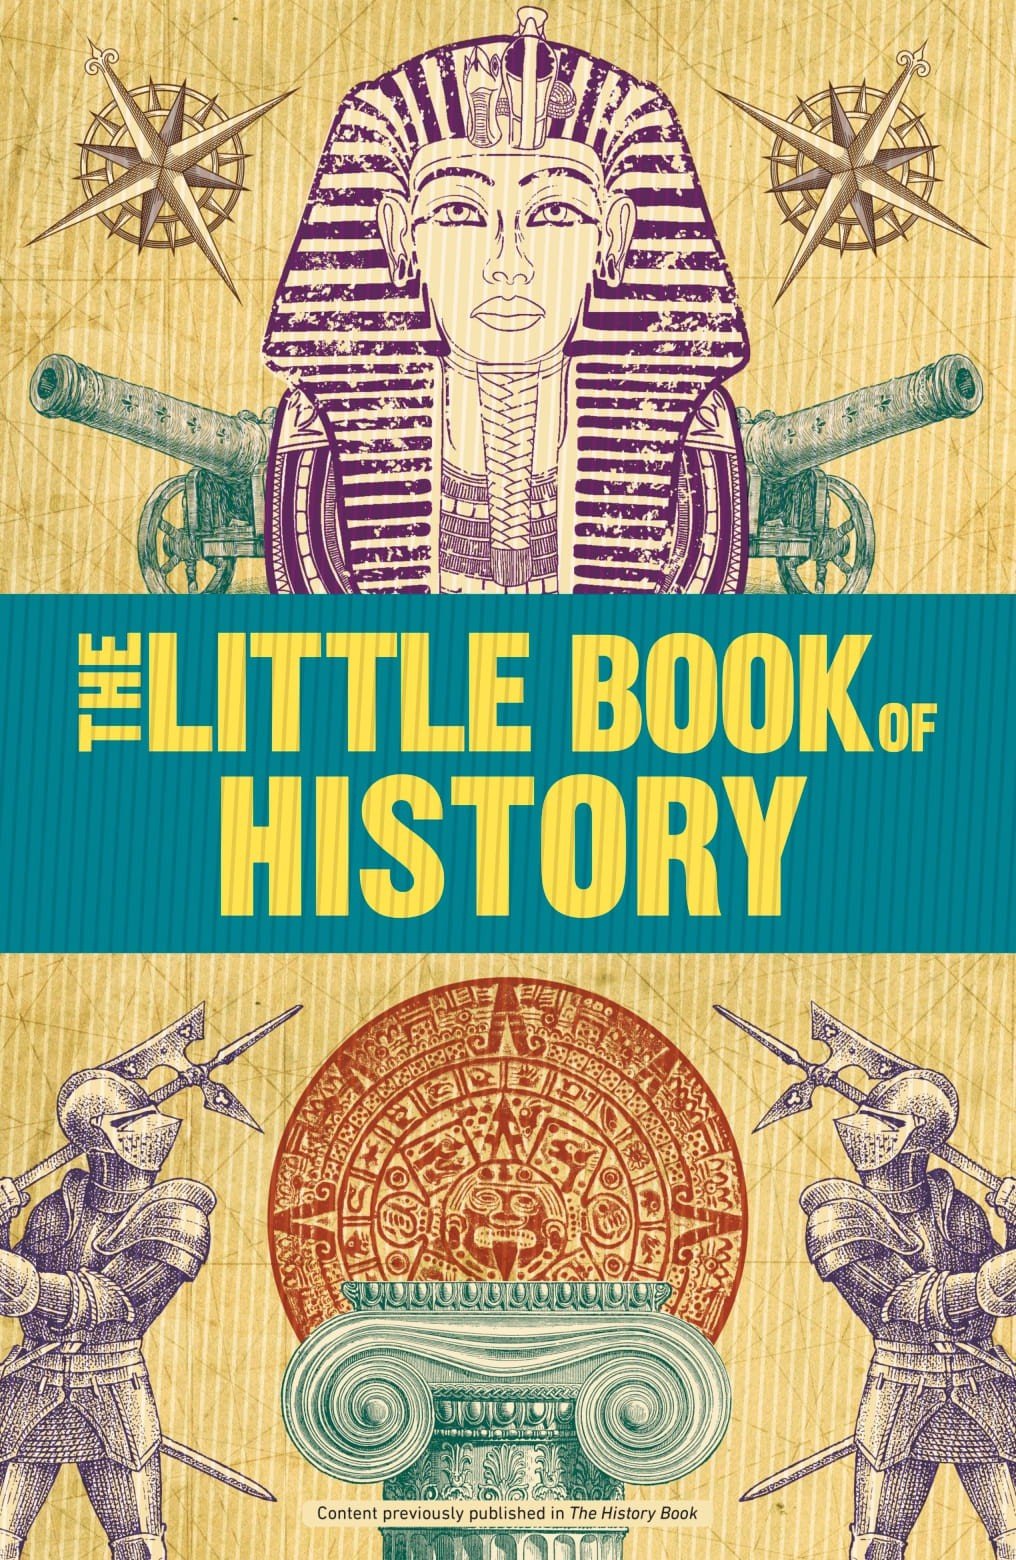 THE LITTLE BOOK OF
HISTORY
Content previously published in The History Book